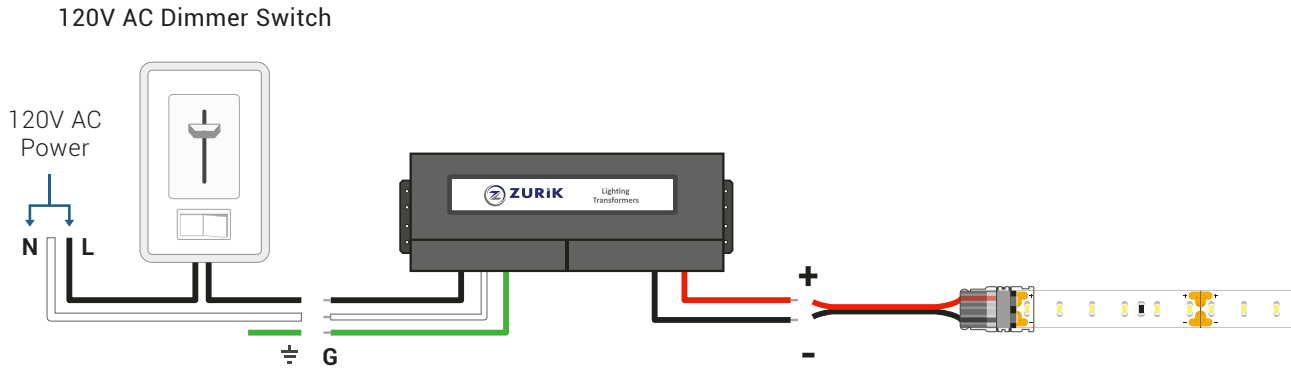 120V AC Dimmer Switch
120V AC
Power
N
L
ZURiK
Lighting
Transformers
G
+
-
+
-
+
-
+
-